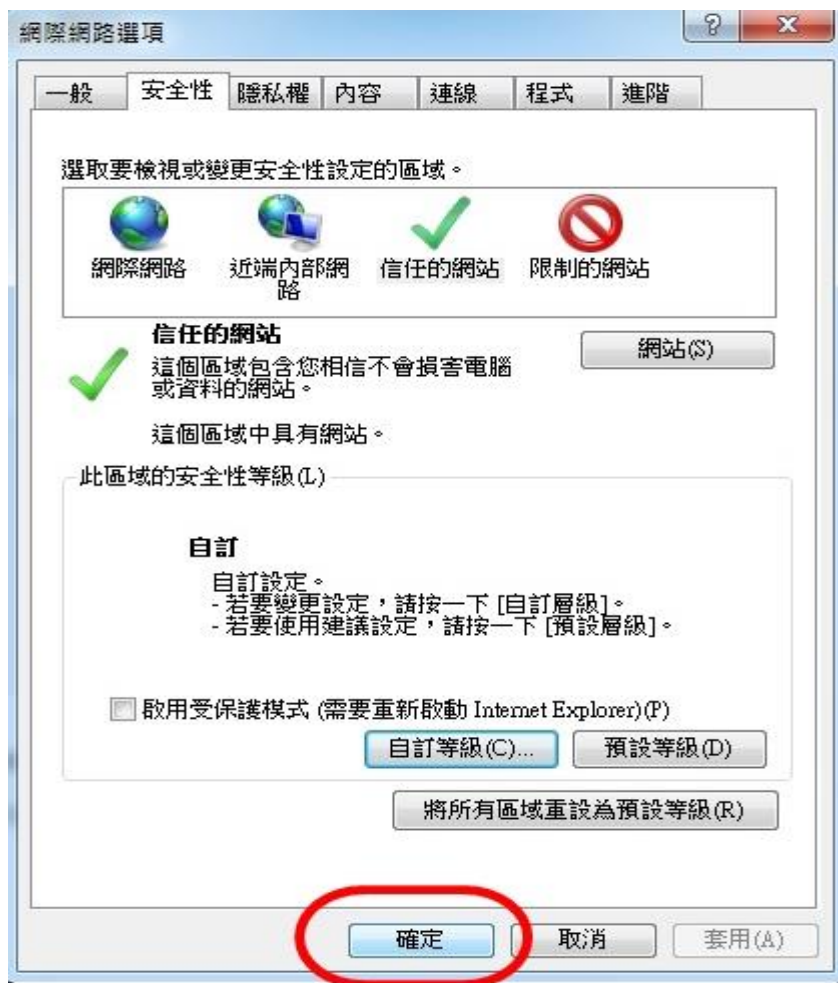 網際網路選項
一般 安全性 隱私權 內容 連線 程式 進階
選取要檢視或變更安全性設定的區域。
網際網路 近端內部網路 信任的網站 限制的網站
信任的網站
網站(S)
這個區域包含您相信不會損害電腦
或資料的網站。
這個區域中具有網站。
此區域的安全性等級(L)
自訂
自訂設定。
- 若要變更設定，請按一下 [自訂層級]。
- 若要使用建議設定，請按一下 [預設層級]。
啟用受保護模式 (需要重新啟動 Internet Explorer)(P)
自訂等級(C)... 預設等級(D)
將所有區域重設為預設等級(R)
確定 取消 套用(A)